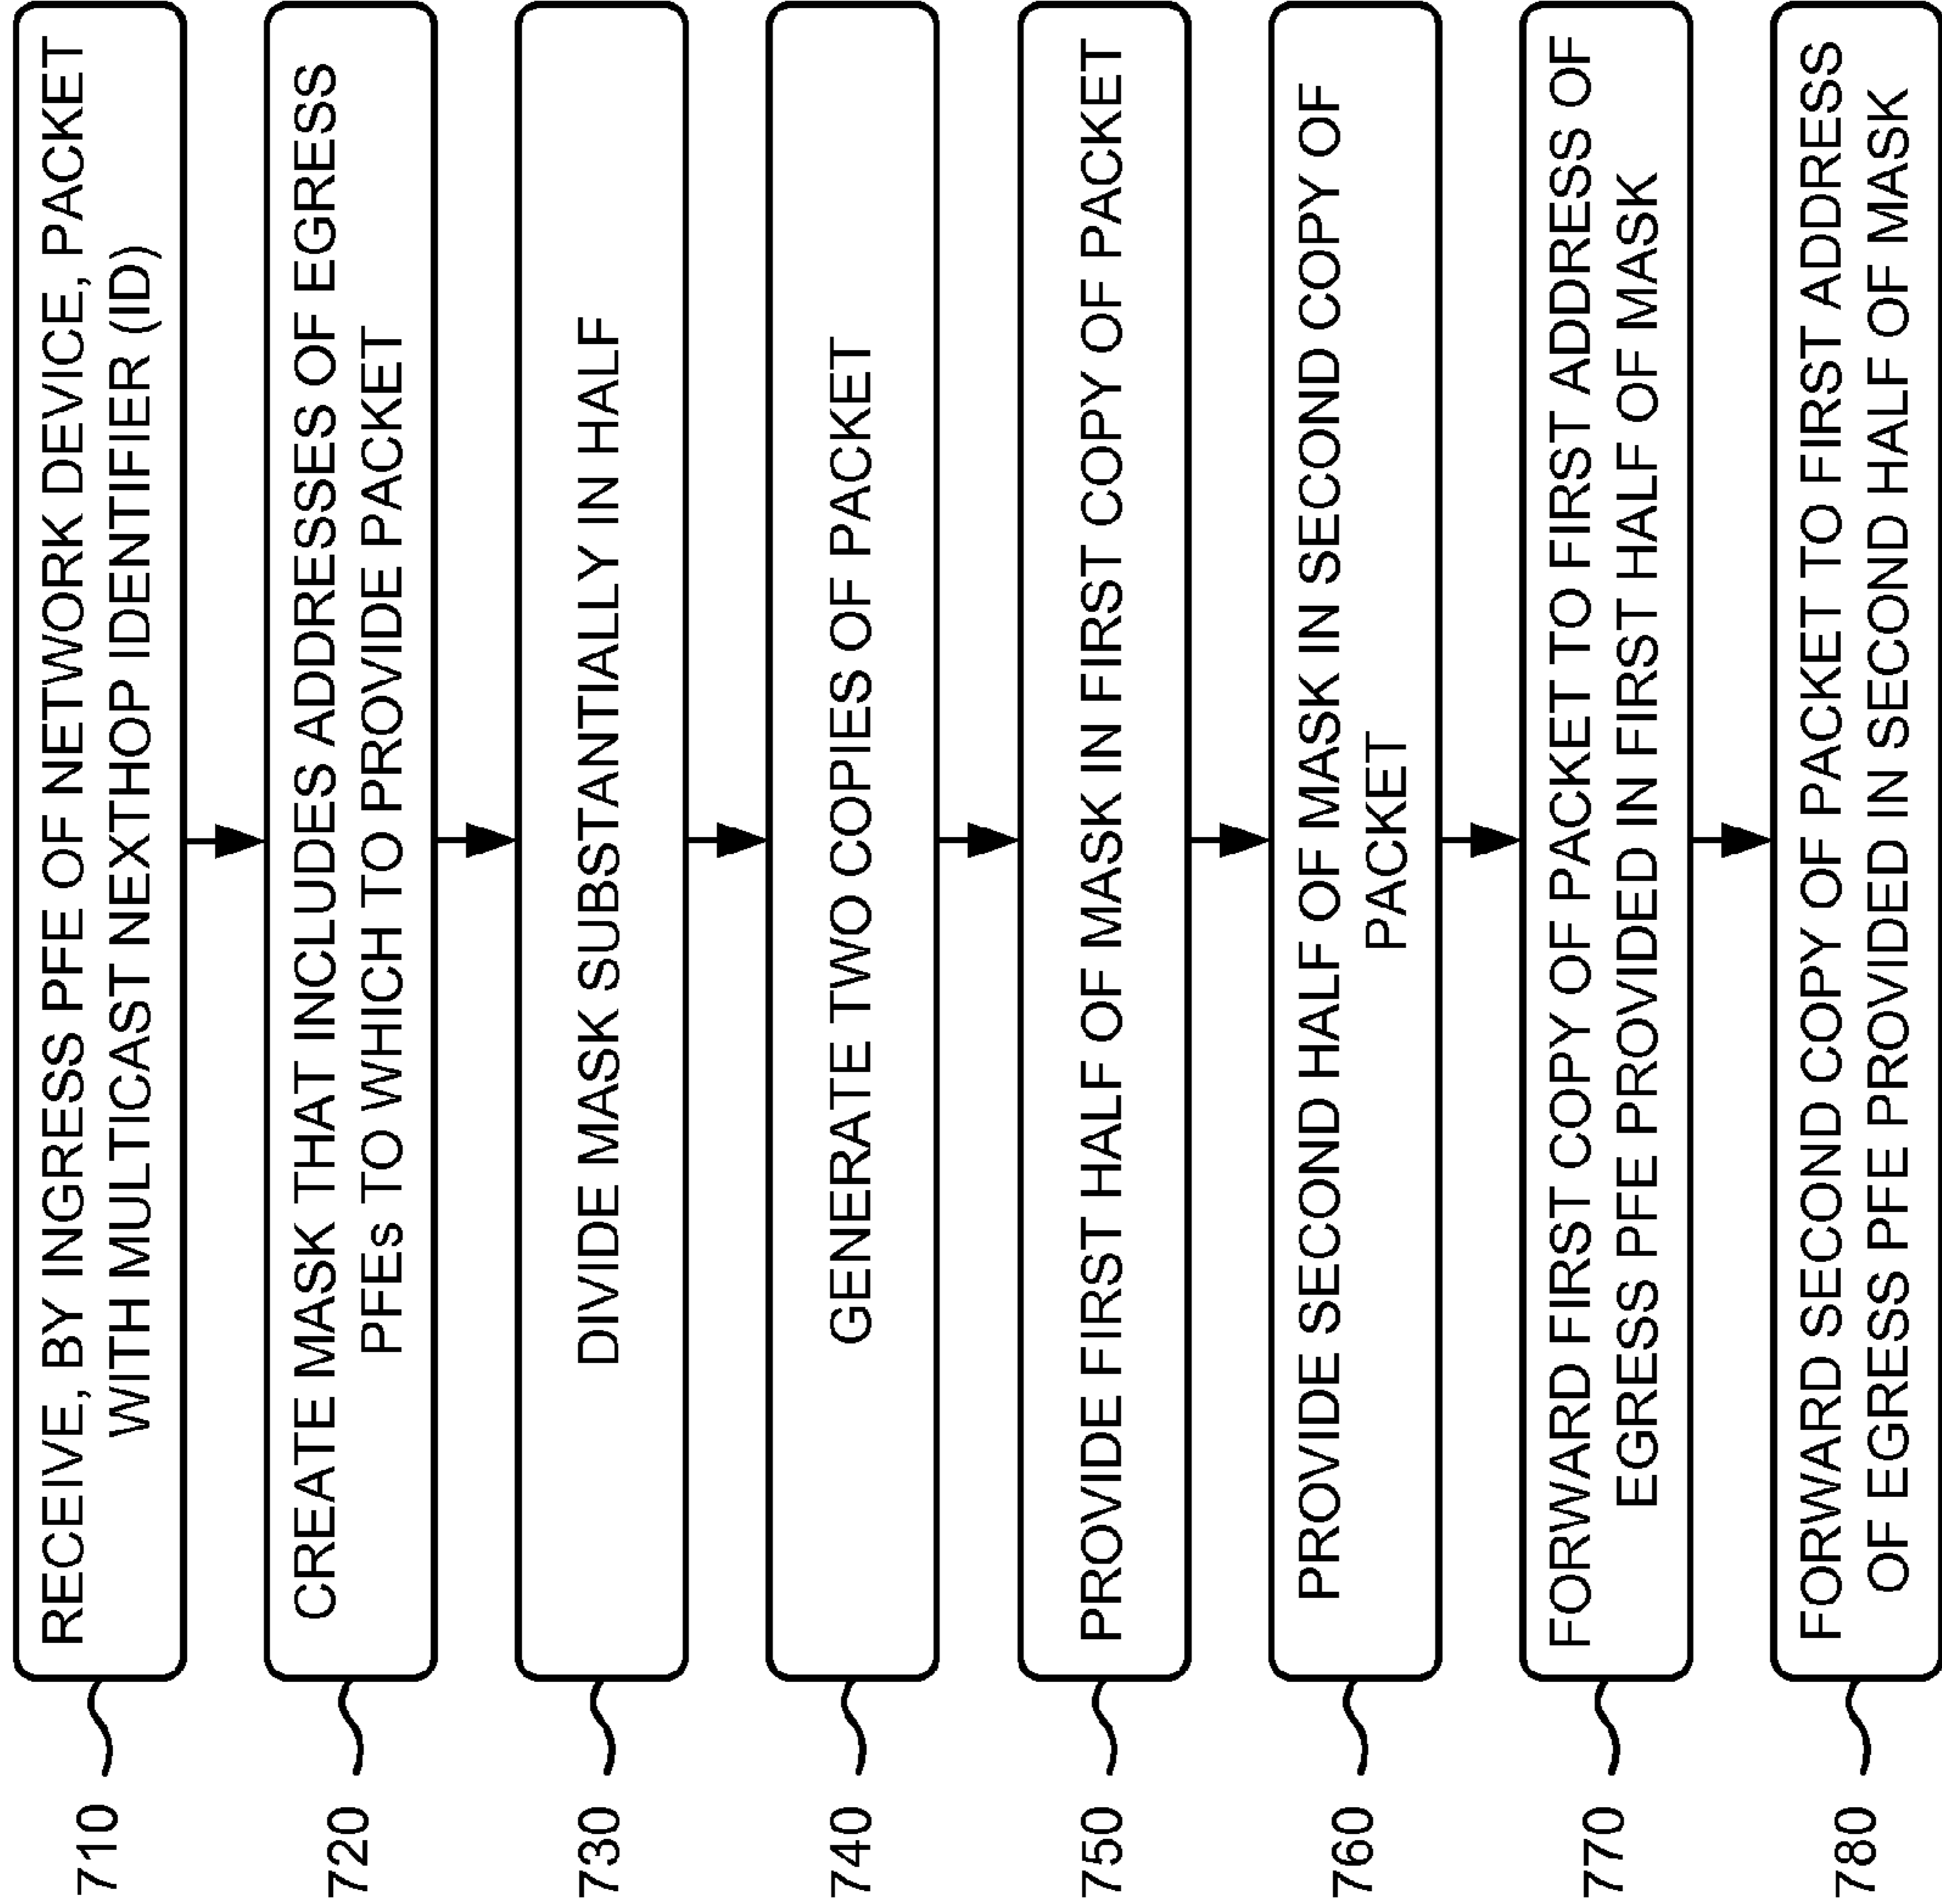 710
RECEIVE, BY INGRESS PFE OF NETWORK DEVICE, PACKET
WITH MULTICAST NEXTHOP IDENTIFIER (ID)
720
CREATE MASK THAT INCLUDES ADDRESSES OF EGRESS
PFEs TO WHICH TO PROVIDE PACKET
730
DIVIDE MASK SUBSTANTIALLY IN HALF
740
GENERATE TWO COPIES OF PACKET
750
PROVIDE FIRST HALF OF MASK IN FIRST COPY OF PACKET
760
PROVIDE SECOND HALF OF MASK IN SECOND COPY OF
PACKET
770
FORWARD FIRST COPY OF PACKET TO FIRST ADDRESS OF
EGRESS PFE PROVIDED IN FIRST HALF OF MASK
780
FORWARD SECOND COPY OF PACKET TO FIRST ADDRESS
OF EGRESS PFE PROVIDED IN SECOND HALF OF MASK